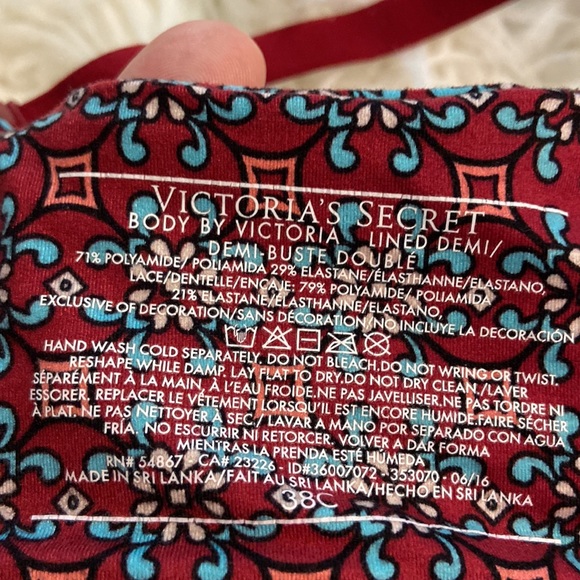 VICTORIA'S SECRET
BODY BY VICTORIA LINED DEMI/
DEMI-BUSTE DOUBLÉ
71% POLYAMIDE/ POLIAMIDA 29% ELASTANE/ÉLASTHANNE/ELASTANO,
LACE/DENTELLE/ENCAJE: 79% POLYAMIDE/ POLIAMIDA
21% ELASTANE/ÉLASTHANNE/ELASTANO,
EXCLUSIVE OF DECORATION/SANS DÉCORATION/NO INCLUYE LA DECORACIÓN
HAND WASH COLD SEPARATELY. DO NOT BLEACH.DO NOT WRING OR TWIST.
RESHAPE WHILE DAMP. LAY FLAT TO DRY.DO NOT DRY CLEAN./LAVER
SÉPARÉMENT À LA MAIN, À L'EAU FROIDE.NE PAS JAVELLISER.NE PAS TORDRE NI
ESSORER. REPLACER LE VÊTEMENT LORSQU'IL EST ENCORE HUMIDE.FAIRE SÉCHER
À PLAT.NE PAS NETTOYER À SEC./ LAVAR A MANO POR SEPARADO CON AGUA
FRÍA. NO ESCURRIR NI RETORCER. VOLVER A DAR FORMA
MIENTRAS LA PRENDA ESTÉ HÚMEDA
RN# 54867 CA# 23226 - ID#36007072 - 353070 - 06/16
MADE IN SRI LANKA/FAIT AU SRI LANKA/HECHO EN SRI LANKA
38C